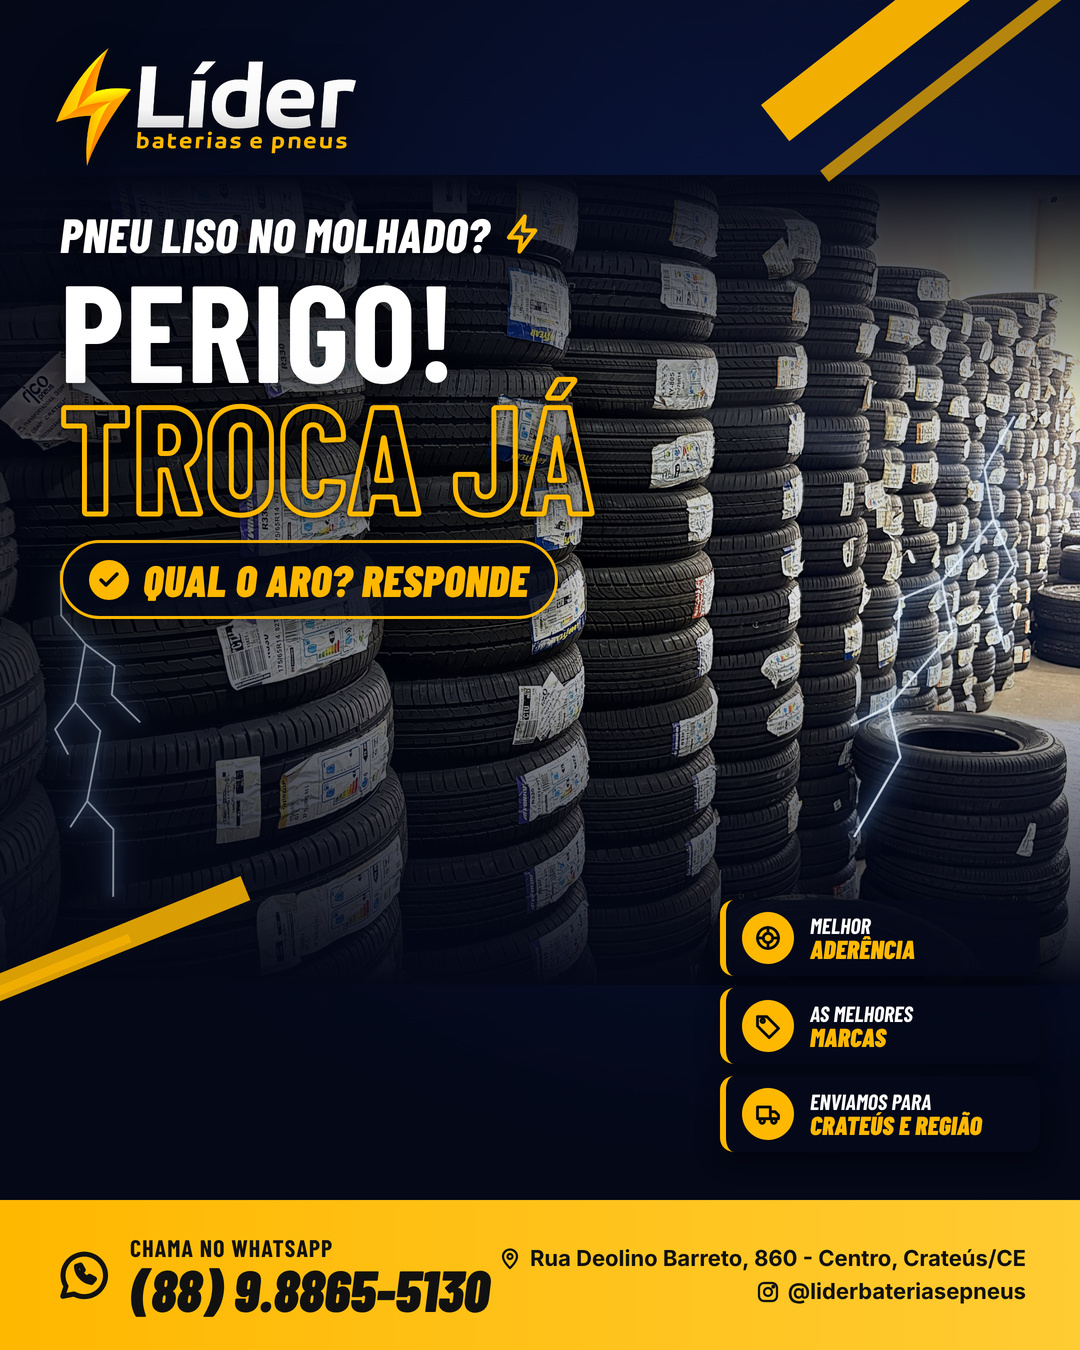 Líder
baterias e pneus
PNEU LISO NO MOLHADO?
PERIGO!
TROCA JÁ
QUAL O ARO? RESPONDE
MELHOR
ADERÊNCIA
AS MELHORES
MARCAS
ENVIAMOS PARA
CRATEÚS E REGIÃO
CHAMA NO WHATSAPP
(88) 9.8865-5130
Rua Deolino Barreto, 860 - Centro, Crateús/CE
@liderbateriasepneus